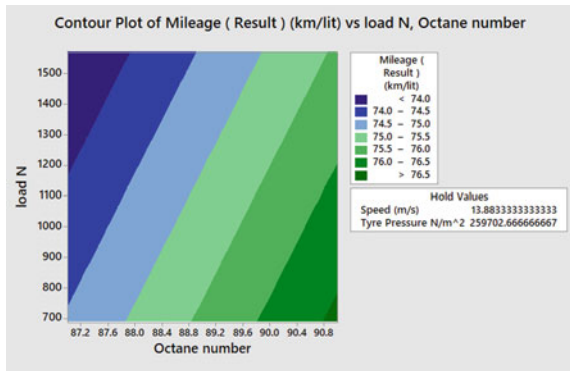 Contour Plot of Mileage ( Result ) (km/lit) vs load N, Octane number
Mileage (
Result )
(km/lit)
< 74.0
74.0 – 74.5
74.5 – 75.0
75.0 – 75.5
75.5 – 76.0
76.0 – 76.5
> 76.5
Hold Values
Speed (m/s) 13.8833333333333
Tyre Pressure N/m^2 259702.666666667
load N
1500
1400
1300
1200
1100
1000
900
800
700
87.2 87.6 88.0 88.4 88.8 89.2 89.6 90.0 90.4 90.8
Octane number